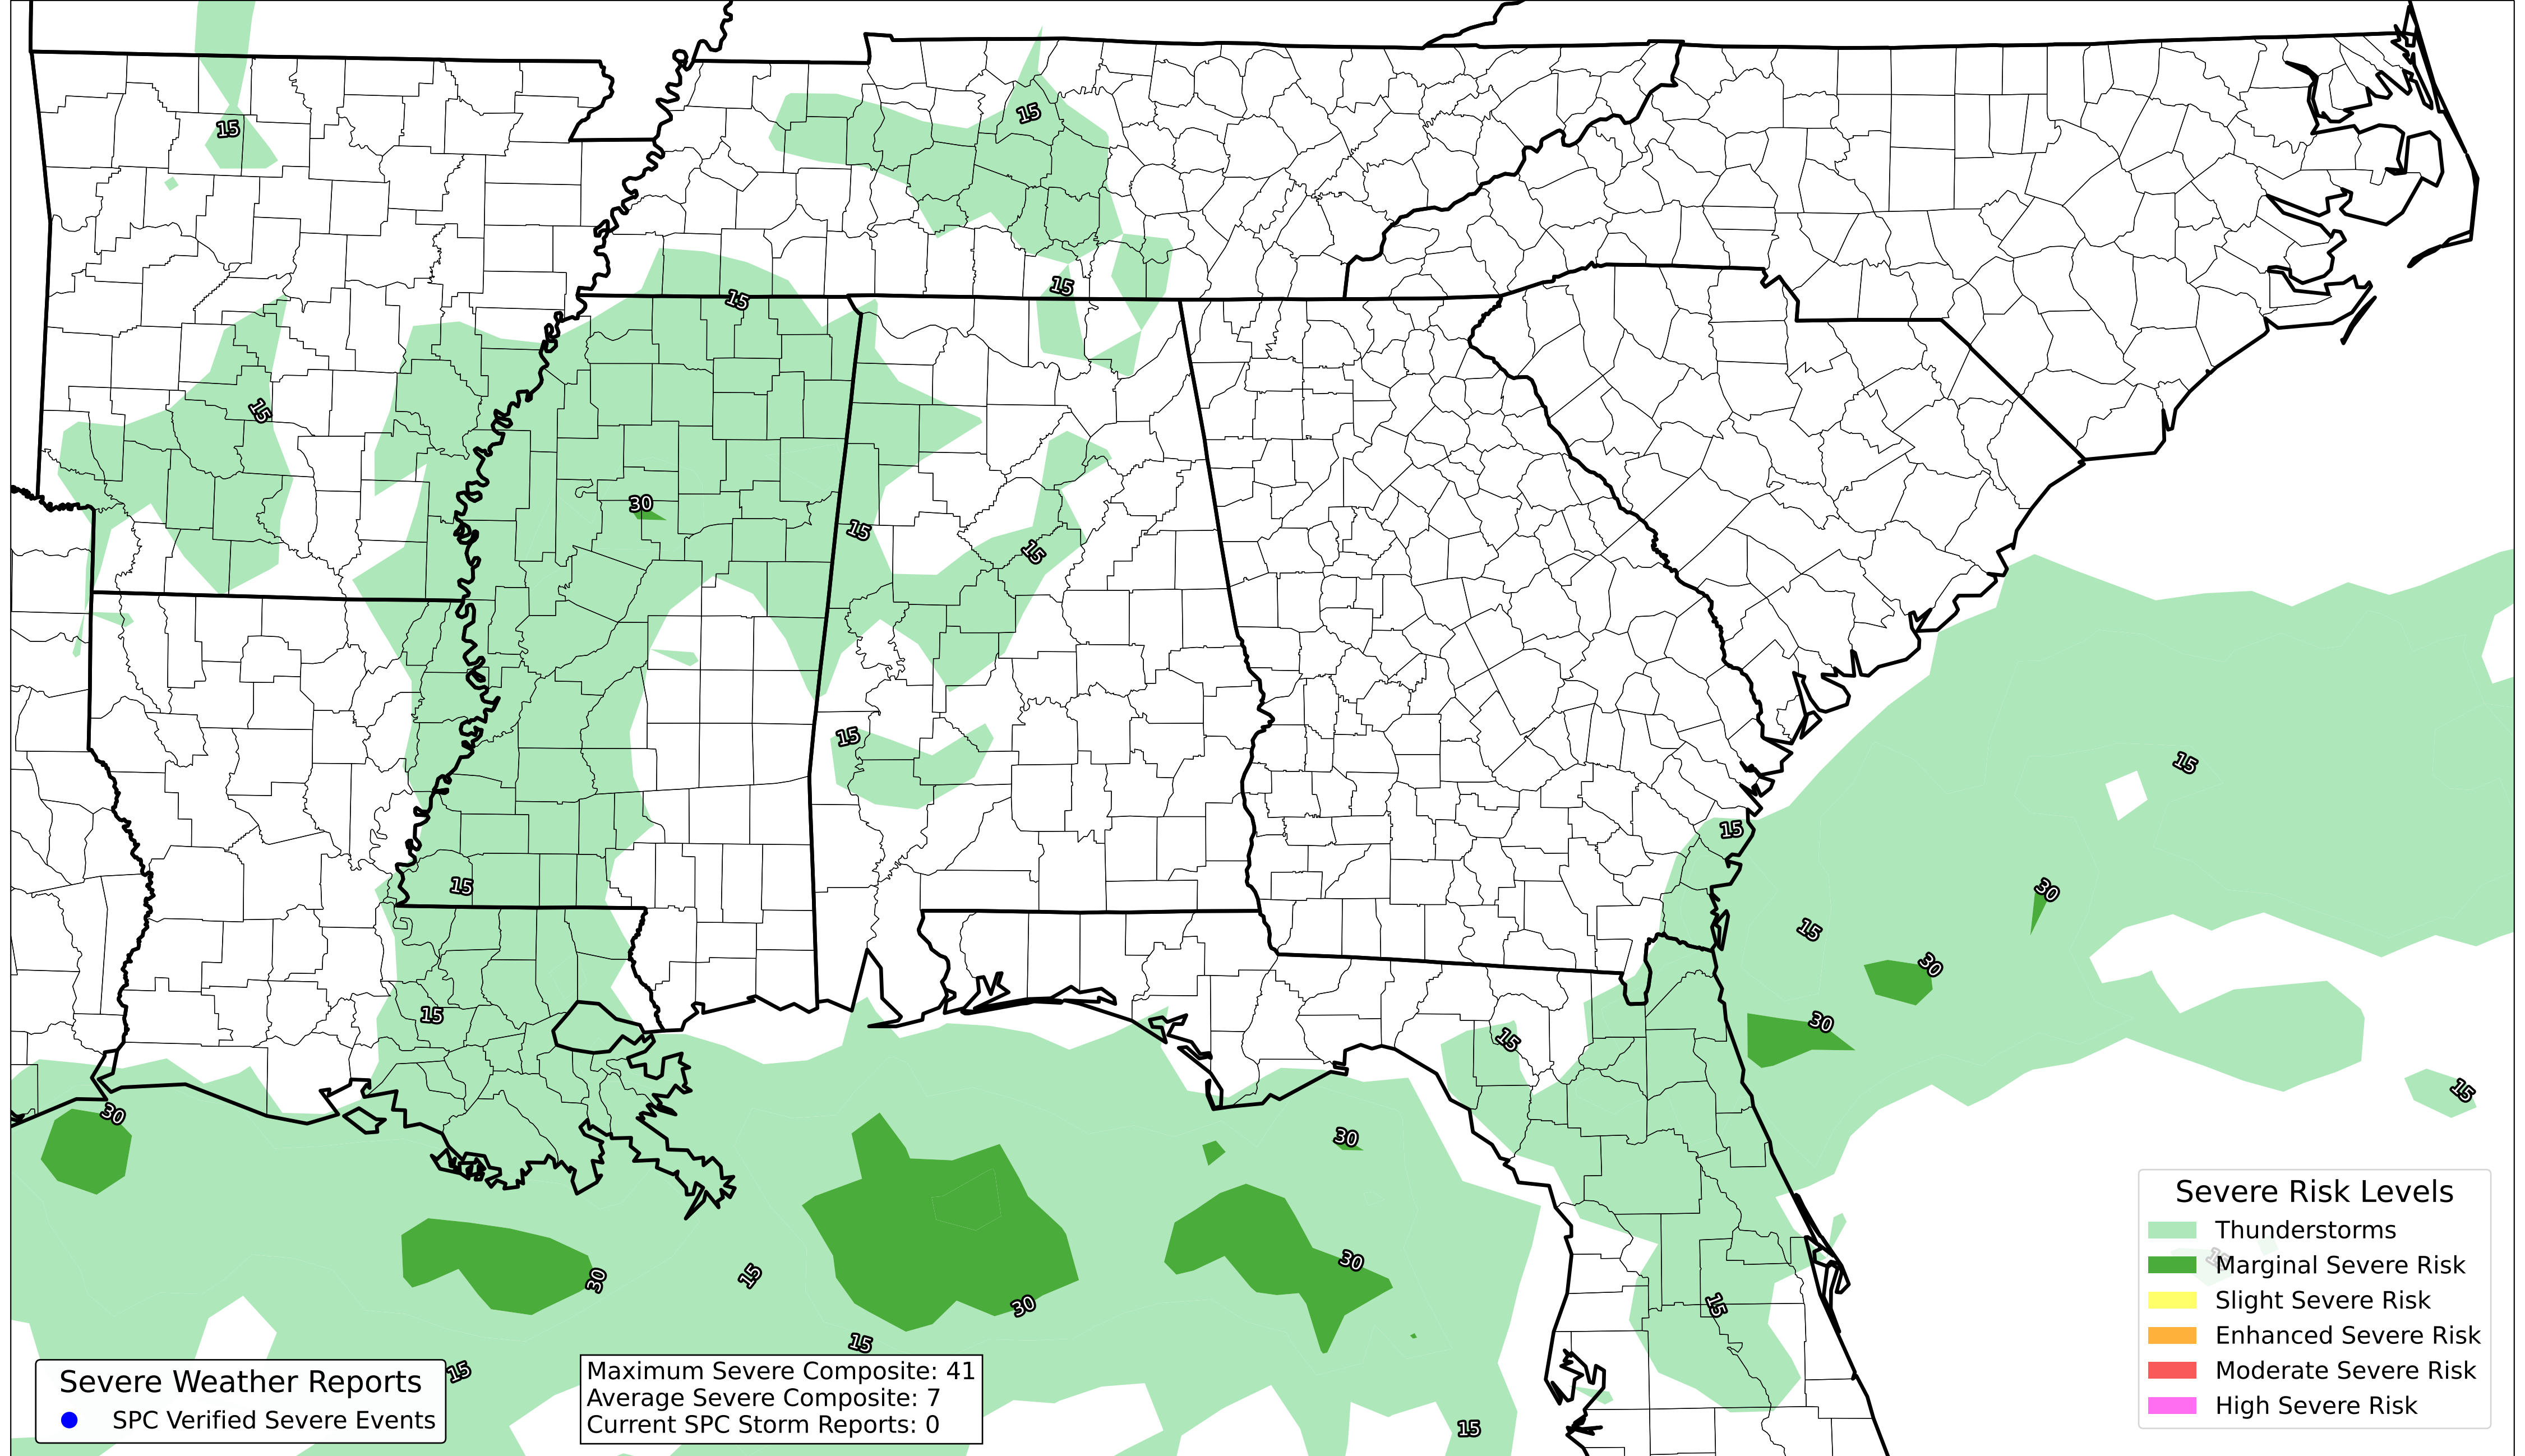 15
15
15
15
15
30
15
15
15
15
15
15
30
15
30
15
30
15
30
15
30
30
30
15
30
15
30
15
15
15
Severe Risk Levels
Thunderstorms
Marginal Severe Risk
Slight Severe Risk
Enhanced Severe Risk
Moderate Severe Risk
High Severe Risk
Severe Weather Reports
SPC Verified Severe Events
Maximum Severe Composite: 41
Average Severe Composite: 7
Current SPC Storm Reports: 0